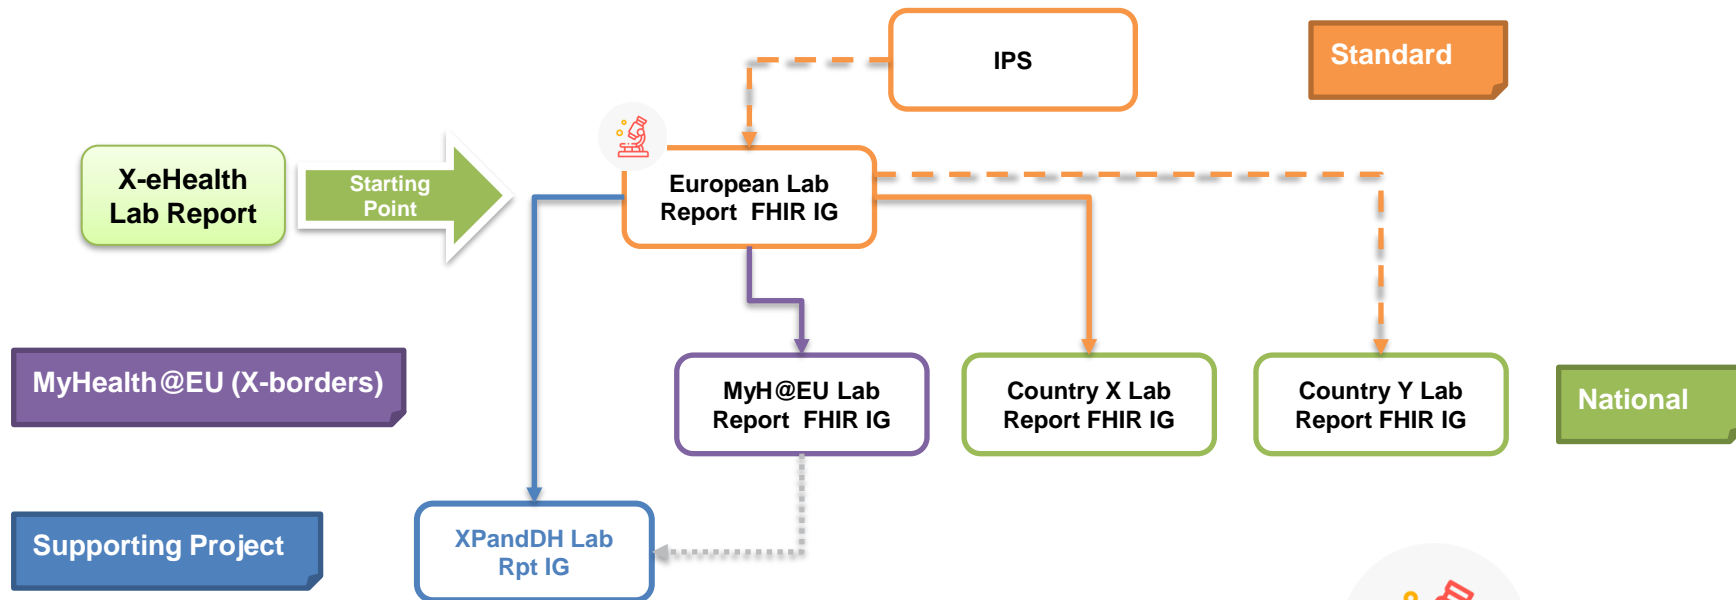 IPS
Standard
X-eHealth
Lab Report
Starting
Point
European Lab
Report FHIR IG
MyHealth@EU (X-borders)
MyH@EU Lab
Report FHIR IG
Country X Lab
Report FHIR IG
Country Y Lab
Report FHIR IG
National
Supporting Project
XPandDH Lab
Rpt IG